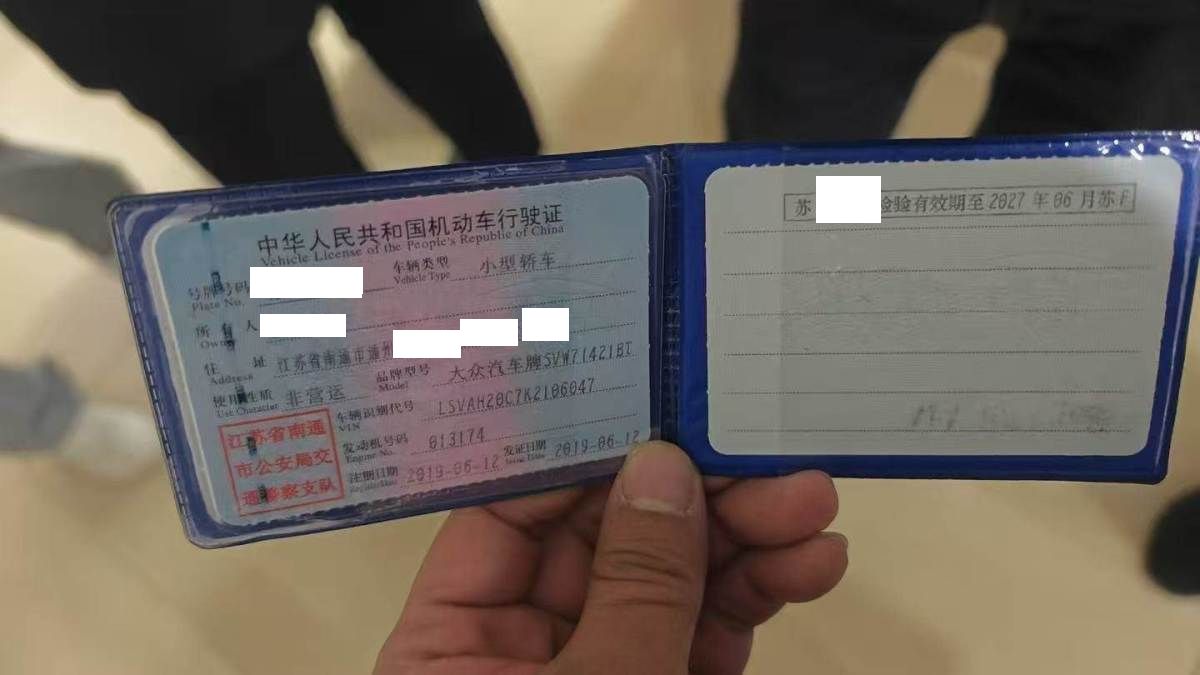 中华人民共和国机动车行驶证
Vehicle License of the People's Republic of China
号牌号码
Plate No.
车辆类型 小型轿车
Vehicle Type
所有人
Owner
住址 江苏省南通市通州
Address
使用性质 非营运
Use Character
品牌型号 大众汽车牌SVW71421BT
Model
车辆识别代号 LSVAH28C7K2106047
VIN
发动机号码 013174
Engine No.
注册日期 2019-06-12
Register Date
发证日期 2019-06-12
Issue Date
江苏省南通
市公安局交
通警察支队
苏 检验有效期至2027年06月苏F